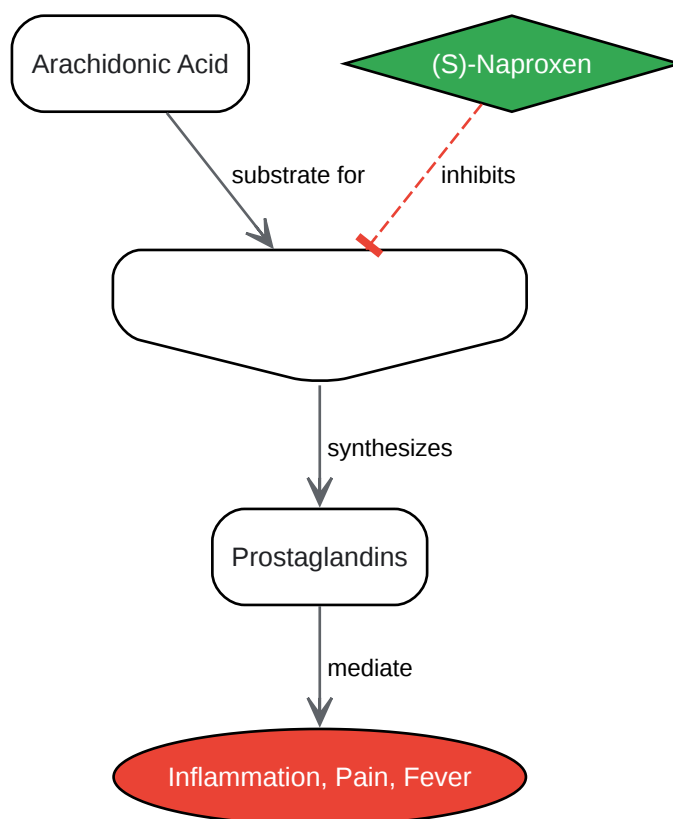 Arachidonic Acid
(S)-Naproxen
substrate for
inhibits
synthesizes
Prostaglandins
mediate
Inflammation, Pain, Fever